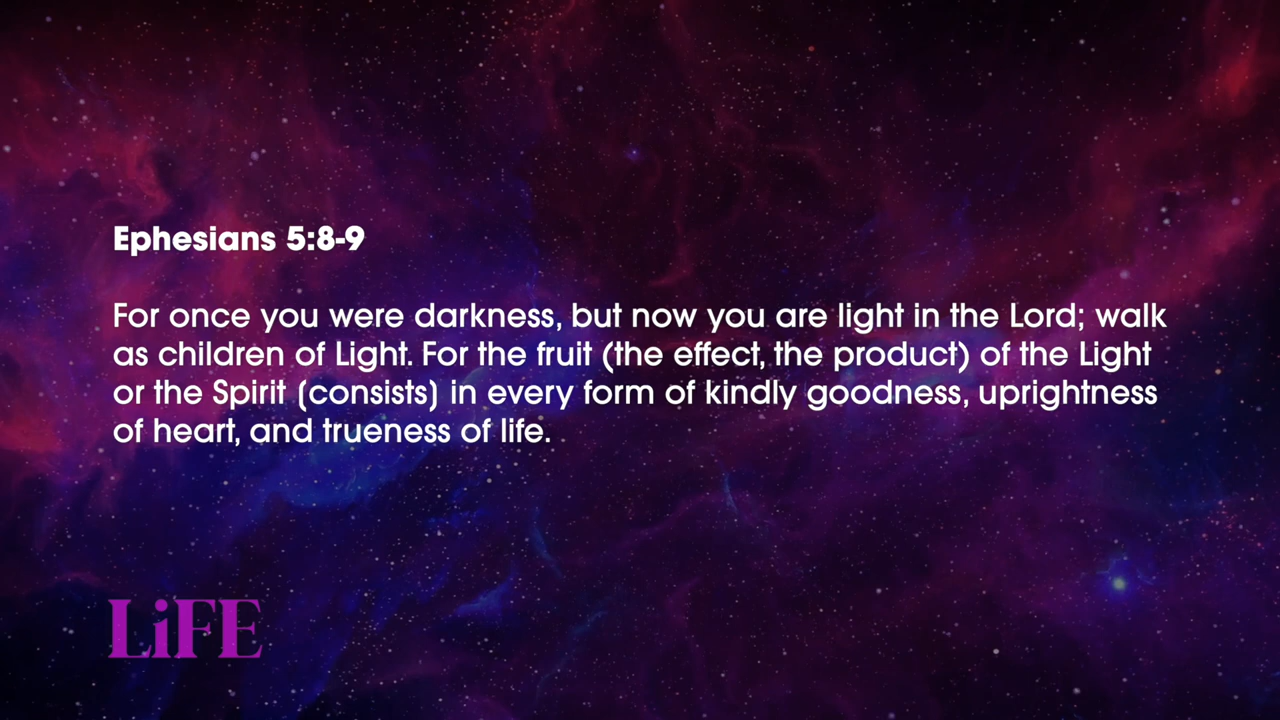 Ephesians 5:8-9
For once you were darkness, but now you are light in the Lord; walk
as children of Light. For the fruit (the effect, the product) of the Light
or the Spirit (consists) in every form of kindly goodness, uprightness
of heart, and trueness of life.
LiFE